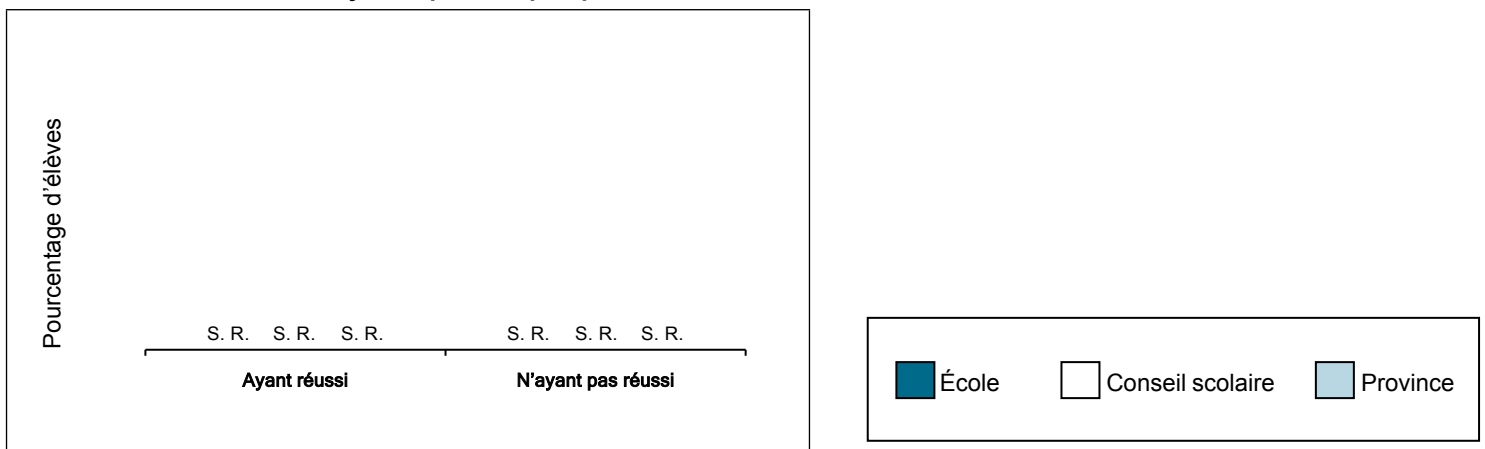 Pourcentage d'élèves
S. R. S. R. S. R. S. R. S. R. S. R.
Ayant réussi N'ayant pas réussi
École Conseil scolaire Province